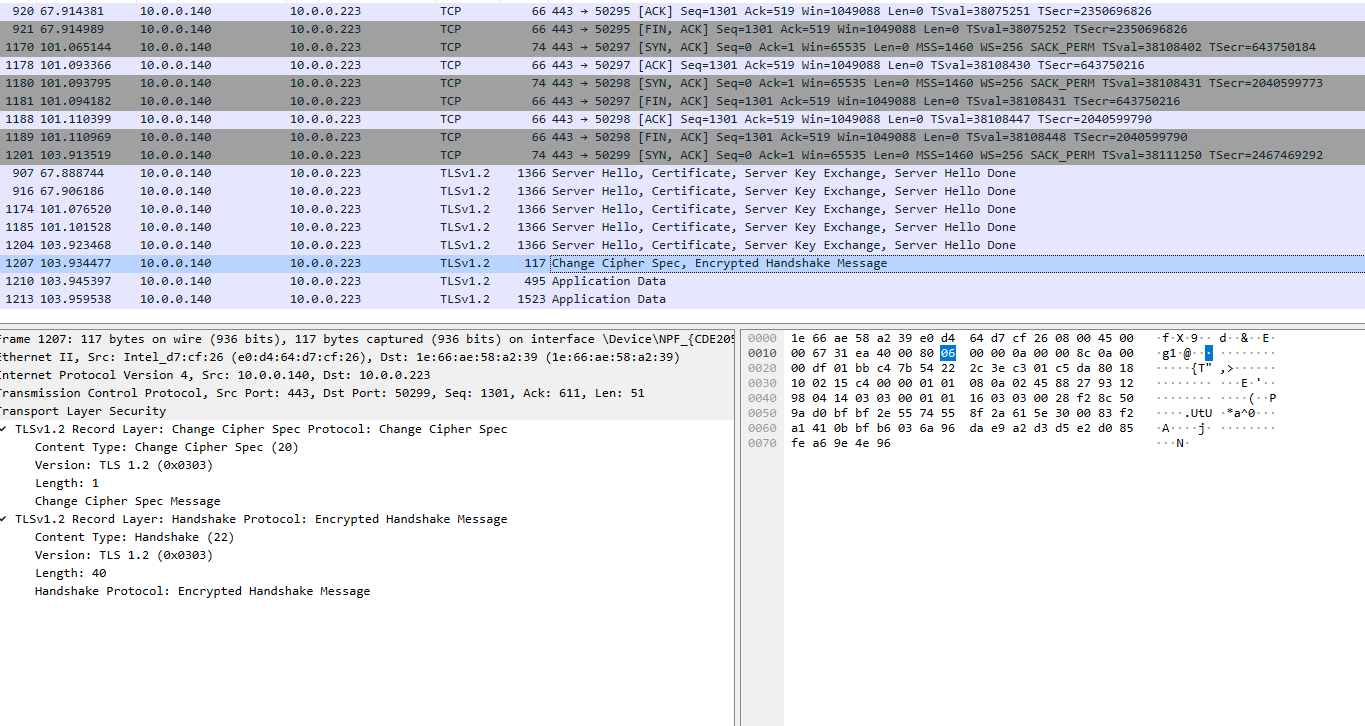 920 67.914381 10.0.0.140 10.0.0.223 TCP 66 443 → 50295 [ACK] Seq=1301 Ack=519 Win=1049088 Len=0 TSval=38075251 TSecr=2350696826
921 67.914989 10.0.0.140 10.0.0.223 TCP 66 443 → 50295 [FIN, ACK] Seq=1301 Ack=519 Win=1049088 Len=0 TSval=38075252 TSecr=2350696826
1170 101.065144 10.0.0.140 10.0.0.223 TCP 74 443 → 50297 [SYN, ACK] Seq=0 Ack=1 Win=65535 Len=0 MSS=1460 WS=256 SACK_PERM TSval=38108402 TSecr=643750184
1178 101.093366 10.0.0.140 10.0.0.223 TCP 66 443 → 50297 [ACK] Seq=1301 Ack=519 Win=1049088 Len=0 TSval=38108430 TSecr=643750216
1180 101.093795 10.0.0.140 10.0.0.223 TCP 74 443 → 50298 [SYN, ACK] Seq=0 Ack=1 Win=65535 Len=0 MSS=1460 WS=256 SACK_PERM TSval=38108431 TSecr=2040599773
1181 101.094182 10.0.0.140 10.0.0.223 TCP 66 443 → 50297 [FIN, ACK] Seq=1301 Ack=519 Win=1049088 Len=0 TSval=38108431 TSecr=643750216
1188 101.110399 10.0.0.140 10.0.0.223 TCP 66 443 → 50298 [ACK] Seq=1301 Ack=519 Win=1049088 Len=0 TSval=38108447 TSecr=2040599790
1189 101.110969 10.0.0.140 10.0.0.223 TCP 66 443 → 50298 [FIN, ACK] Seq=1301 Ack=519 Win=1049088 Len=0 TSval=38108448 TSecr=2040599790
1201 103.913519 10.0.0.140 10.0.0.223 TCP 74 443 → 50299 [SYN, ACK] Seq=0 Ack=1 Win=65535 Len=0 MSS=1460 WS=256 SACK_PERM TSval=38111250 TSecr=2467469292
907 67.888744 10.0.0.140 10.0.0.223 TLSv1.2 1366 Server Hello, Certificate, Server Key Exchange, Server Hello Done
916 67.906186 10.0.0.140 10.0.0.223 TLSv1.2 1366 Server Hello, Certificate, Server Key Exchange, Server Hello Done
1174 101.076520 10.0.0.140 10.0.0.223 TLSv1.2 1366 Server Hello, Certificate, Server Key Exchange, Server Hello Done
1185 101.101528 10.0.0.140 10.0.0.223 TLSv1.2 1366 Server Hello, Certificate, Server Key Exchange, Server Hello Done
1204 103.923468 10.0.0.140 10.0.0.223 TLSv1.2 1366 Server Hello, Certificate, Server Key Exchange, Server Hello Done
1207 103.934477 10.0.0.140 10.0.0.223 TLSv1.2 117 Change Cipher Spec, Encrypted Handshake Message
1210 103.945397 10.0.0.140 10.0.0.223 TLSv1.2 495 Application Data
1213 103.959538 10.0.0.140 10.0.0.223 TLSv1.2 1523 Application Data
Frame 1207: 117 bytes on wire (936 bits), 117 bytes captured (936 bits) on interface \Device\NPF_{CDE205
Ethernet II, Src: Intel_d7:cf:26 (e0:d4:64:d7:cf:26), Dst: 1e:66:ae:58:a2:39 (1e:66:ae:58:a2:39)
Internet Protocol Version 4, Src: 10.0.0.140, Dst: 10.0.0.223
Transmission Control Protocol, Src Port: 443, Dst Port: 50299, Seq: 1301, Ack: 611, Len: 51
Transport Layer Security
TLSv1.2 Record Layer: Change Cipher Spec Protocol: Change Cipher Spec
Content Type: Change Cipher Spec (20)
Version: TLS 1.2 (0x0303)
Length: 1
Change Cipher Spec Message
TLSv1.2 Record Layer: Handshake Protocol: Encrypted Handshake Message
Content Type: Handshake (22)
Version: TLS 1.2 (0x0303)
Length: 40
Handshake Protocol: Encrypted Handshake Message
0000 1e 66 ae 58 a2 39 e0 d4 64 d7 cf 26 08 00 45 00 ·f·X·9·· d··&··E·
0010 00 67 31 ea 40 00 80 06 00 00 0a 00 00 8c 0a 00 ·g1·@··· ········
0020 00 df 01 bb c4 7b 54 22 2c 3e c3 01 c5 da 80 18 ·····{T" ,>······
0030 10 02 15 c4 00 00 01 01 08 0a 02 45 88 27 93 12 ········ ···E·'··
0040 98 04 14 03 03 00 01 01 16 03 03 00 28 f2 8c 50 ········ ····(··P
0050 9a d0 bf bf 2e 55 74 55 8f 2a 61 5e 30 00 83 f2 ····.UtU ·*a^0···
0060 a1 41 0b bf b6 03 6a 96 da e9 a2 d3 d5 e2 d0 85 ·A····j· ········
0070 fe a6 9e 4e 96 ···N·